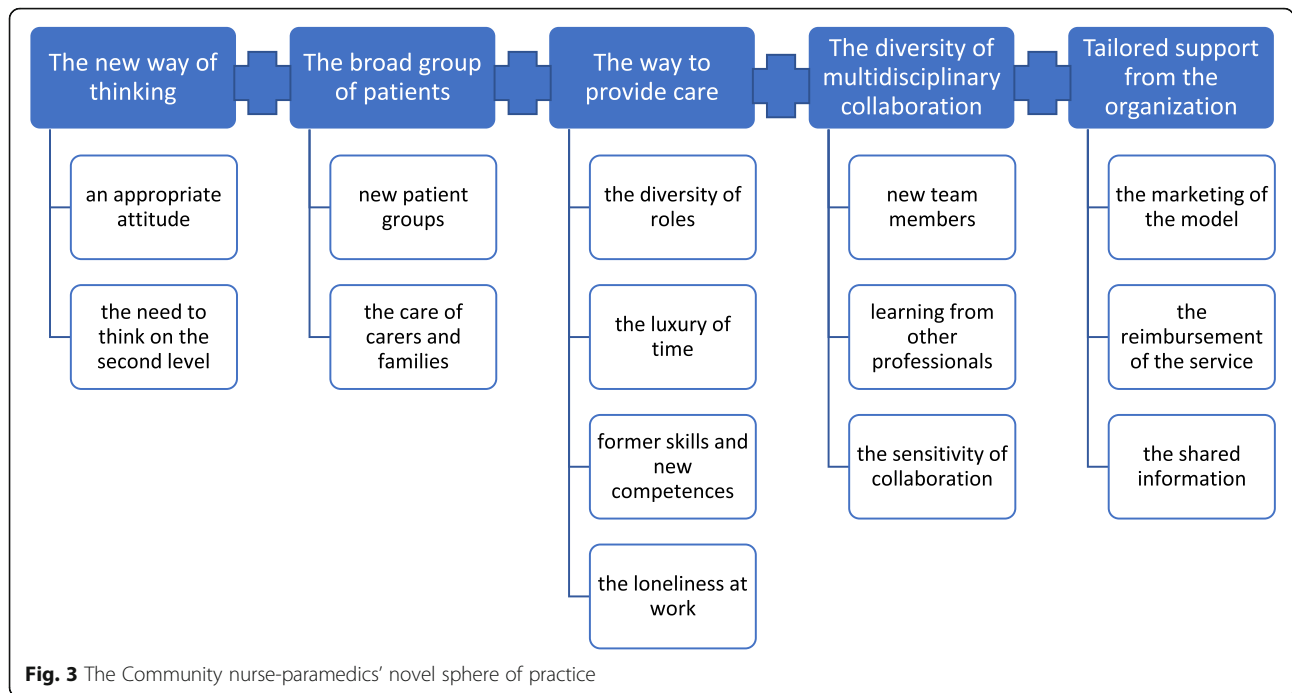 The new way of
thinking
an appropriate
attitude
the need to
think on the
second level
The broad group
of patients
new patient
groups
the care of
carers and
families
The way to
provide care
the diversity of
roles
the luxury of
time
former skills and
new
competences
the loneliness at
work
The diversity of
multidisciplinary
collaboration
new team
members
learning from
other
professionals
the sensitivity of
collaboration
Tailored support
from the
organization
the marketing of
the model
the
reimbursement
of the service
the shared
information
Fig. 3 The Community nurse-paramedics’ novel sphere of practice